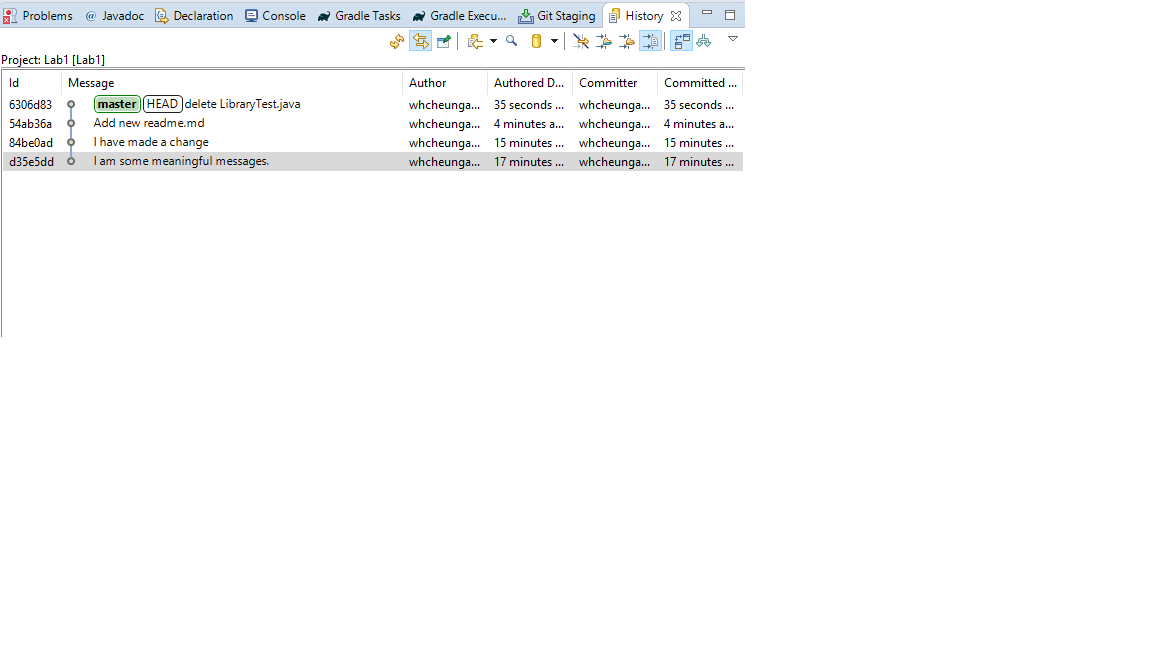 Problems @ Javadoc Declaration Console Gradle Tasks Gradle Execu... Git Staging History
Project: Lab1 [Lab1]
Id Message Author Authored D... Committer Committed ...
6306d83 master HEAD delete LibraryTest.java whcheunga... 35 seconds ... whcheunga... 35 seconds ...
54ab36a Add new readme.md whcheunga... 4 minutes a... whcheunga... 4 minutes a...
84be0ad I have made a change whcheunga... 15 minutes ... whcheunga... 15 minutes ...
d35e5dd I am some meaningful messages. whcheunga... 17 minutes ... whcheunga... 17 minutes ...